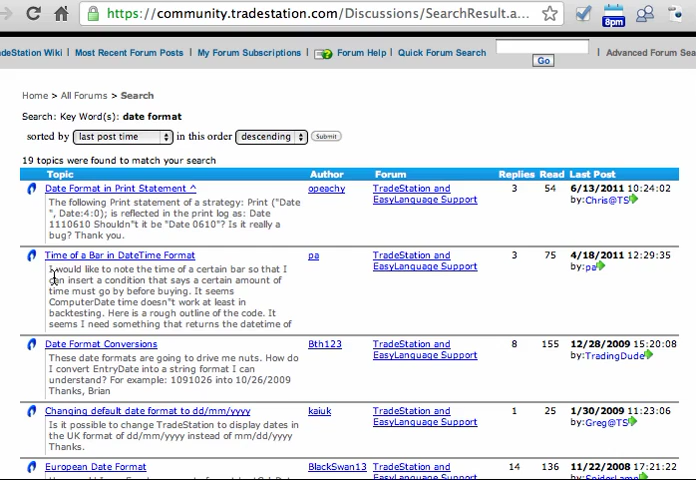 https://community.tradestation.com/Discussions/SearchResult.a...
8pm
deStation Wiki | Most Recent Forum Posts | My Forum Subscriptions | Forum Help | Quick Forum Search Advanced Forum Sea
Go
Home > All Forums > Search
Search: Key Word(s): date format
sorted by last post time in this order descending Submit
19 topics were found to match your search
Topic Author Forum Replies Read Last Post
Date Format in Print Statement ^ opeachy TradeStation and 3 54 6/13/2011 10:24:02
The following Print statement of a strategy: Print ("Date EasyLanguage Support by:Chris@TS
", Date:4:0); is reflected in the print log as: Date
1110610 Shouldn"t it be "Date 0610"? Is it really a
bug? Thank you.
Time of a Bar in DateTime Format pa TradeStation and 3 75 4/18/2011 12:29:35
I would like to note the time of a certain bar so that I EasyLanguage Support by:pa
can insert a condition that says a certain amount of
time must go by before buying. It seems
ComputerDate time doesn"t work at least in
backtesting. Here is a rough outline of the code. It
seems I need something that returns the datetime of
Date Format Conversions Bth123 TradeStation and 8 155 12/28/2009 15:20:08
These date formats are going to drive me nuts. How do EasyLanguage Support by:TradingDude
I convert EntryDate into a string format I can
understand? For example: 1091026 into 10/26/2009
Thanks, Brian
Changing default date format to dd/mm/yyyy kaiuk TradeStation and 1 25 1/30/2009 11:23:06
Is it possible to change TradeStation to display dates in EasyLanguage Support by:Greg@TS
the UK format of dd/mm/yyyy instead of mm/dd/yyyy.
Thanks.
European Date Format BlackSwan13 TradeStation and 14 136 11/22/2008 17:21:22